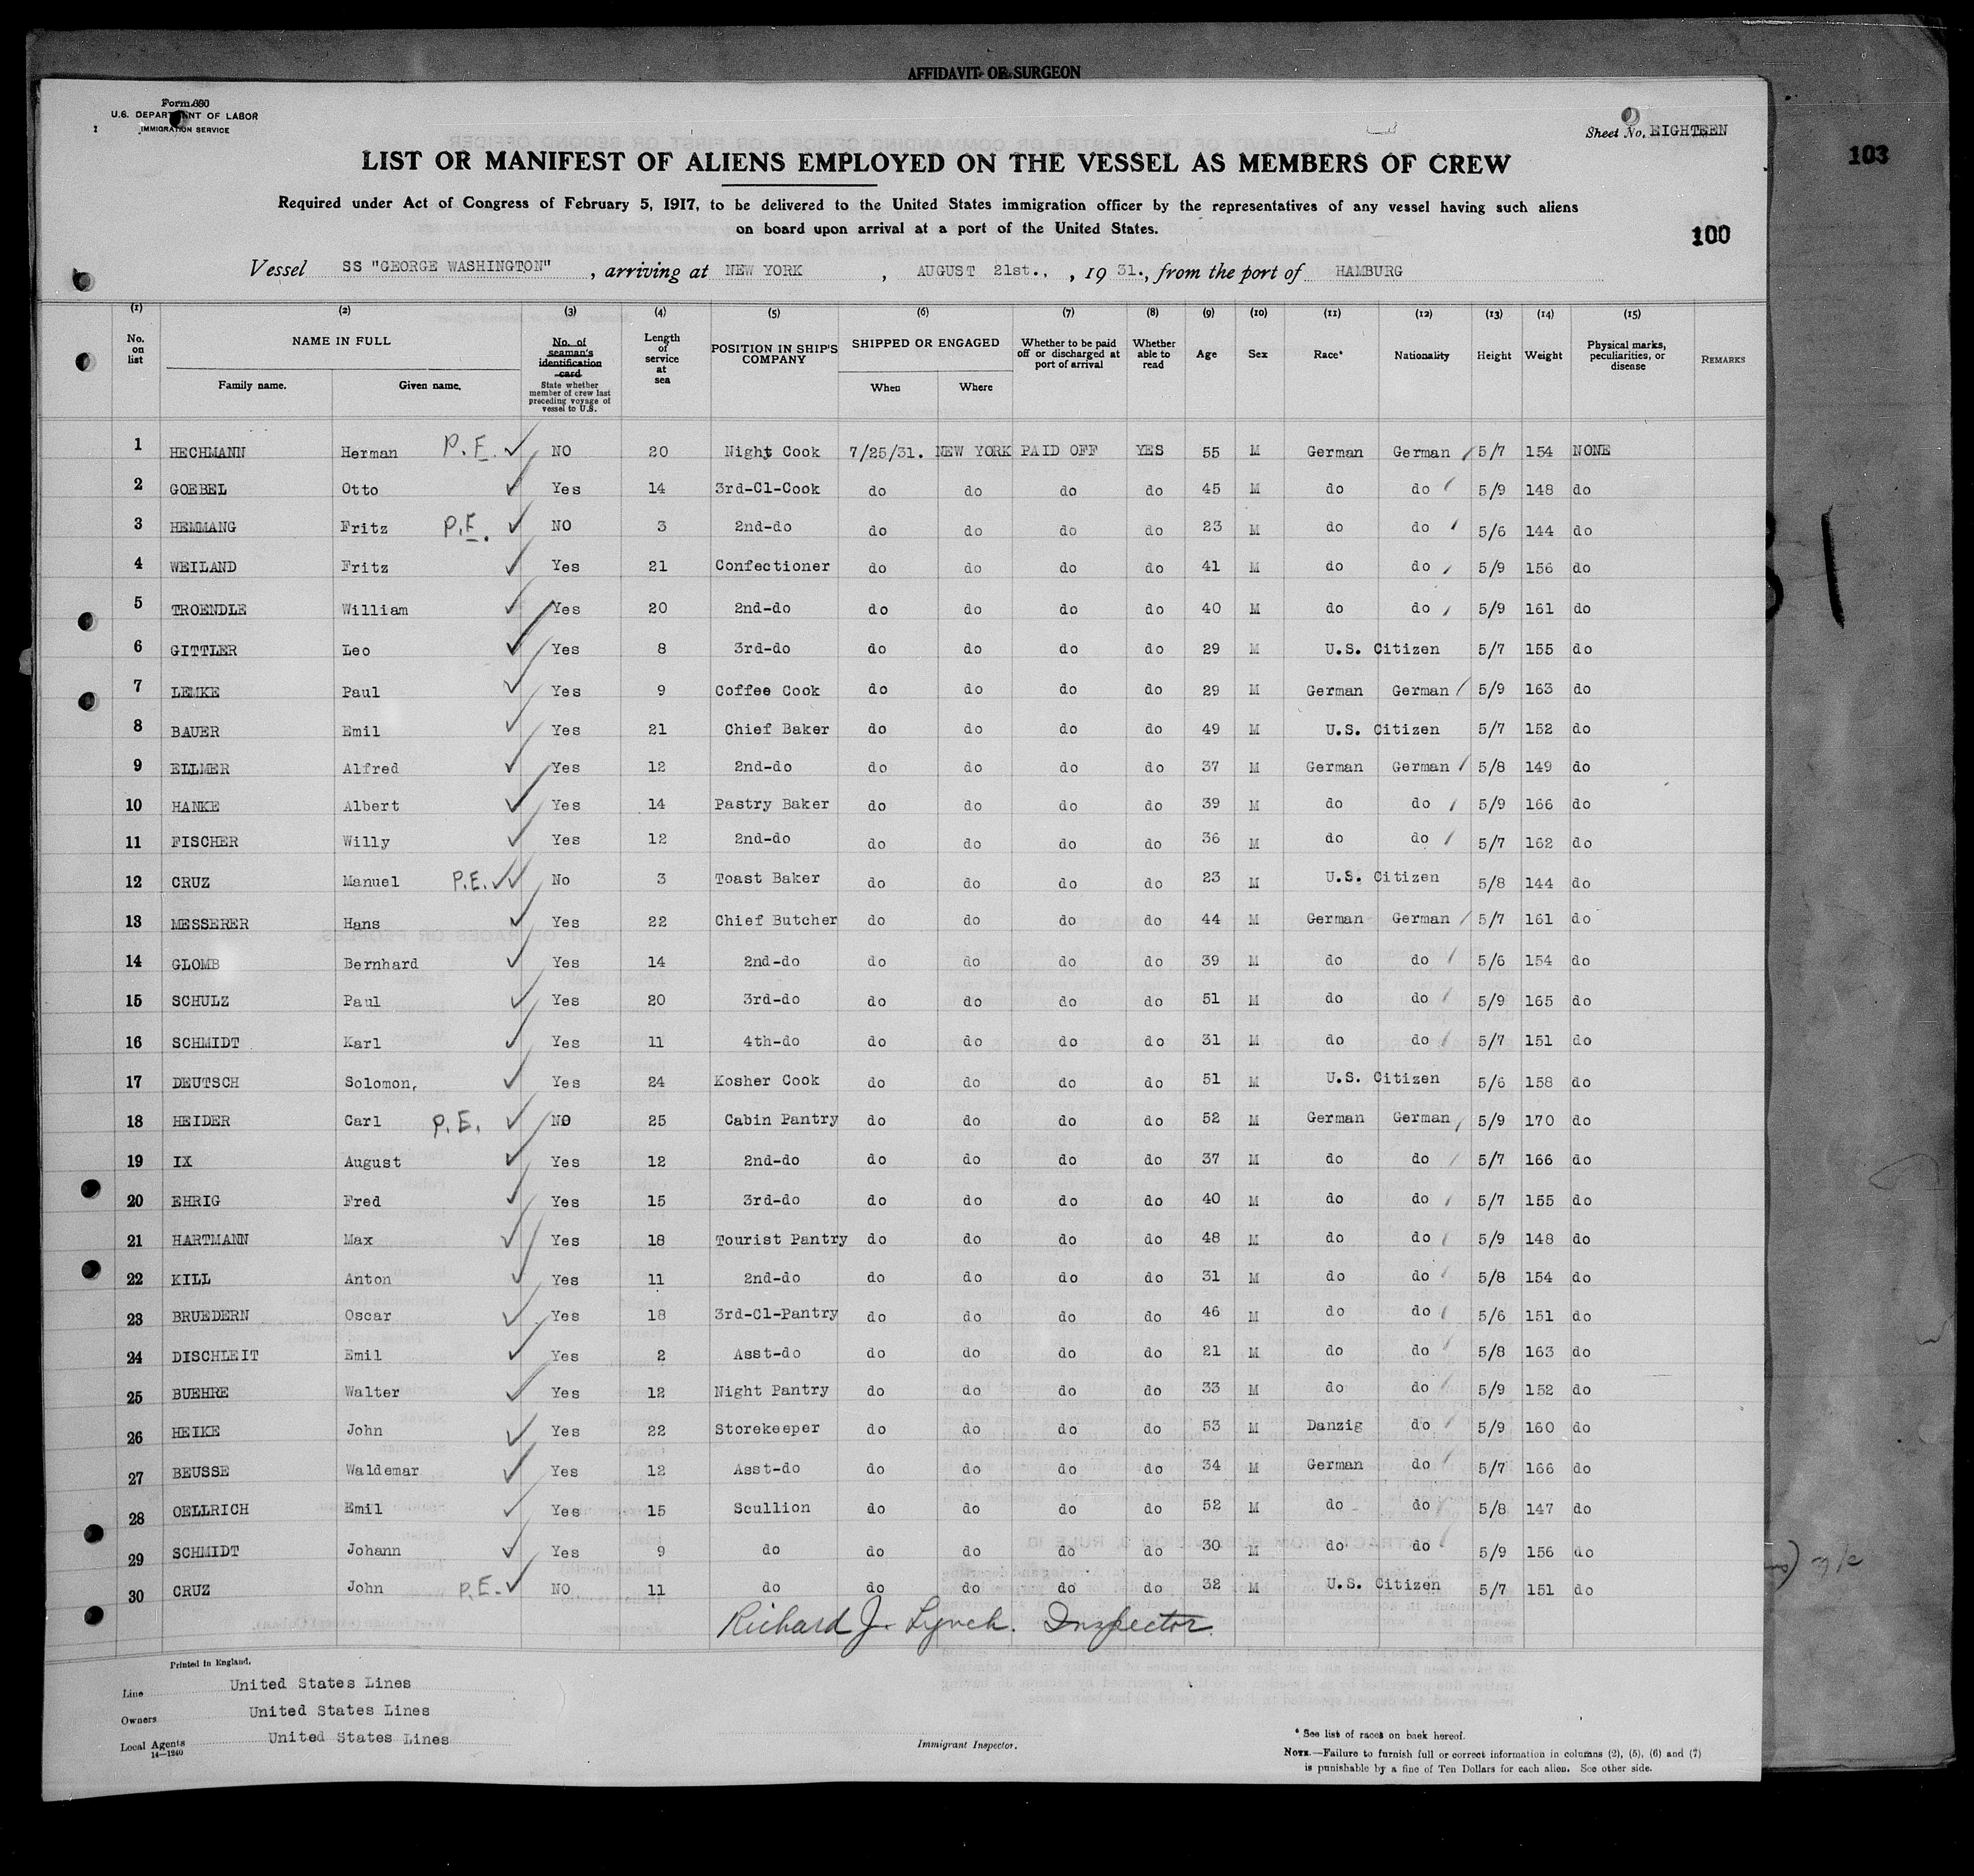 AFFIDAVIT OF SURGEON
Form 680
U.S. DEPARTMENT OF LABOR
IMMIGRATION SERVICE
Sheet No. EIGHTEEN
103
LIST OR MANIFEST OF ALIENS EMPLOYED ON THE VESSEL AS MEMBERS OF CREW
Required under Act of Congress of February 5, 1917, to be delivered to the United States immigration officer by the representatives of any vessel having such aliens
on board upon arrival at a port of the United States.
100
Vessel SS "GEORGE WASHINGTON", arriving at NEW YORK, AUGUST 21st., , 19 31., from the port of HAMBURG
(1) (2) (3) (4) (5) (6) (7) (8) (9) (10) (11) (12) (13) (14) (15)
No. on list NAME IN FULL Family name. Given name. No. of seaman's identification card State whether member of crew last preceding voyage of vessel to U.S. Length of service at sea POSITION IN SHIP'S COMPANY SHIPPED OR ENGAGED When Where Whether to be paid off or discharged at port of arrival Whether able to read Age Sex Race* Nationality Height Weight Physical marks, peculiarities, or disease REMARKS
1 HECHMANN Herman P.E. ✓ NO 20 Night Cook 7/25/31. NEW YORK PAID OFF YES 55 M German German 5/7 154 NONE
2 GOEBEL Otto ✓ Yes 14 3rd-Cl-Cook do do do do 45 M do do 5/9 148 do
3 HEMMANG Fritz P.E. ✓ NO 3 2nd-do do do do do 23 M do do 5/6 144 do
4 WEILAND Fritz ✓ Yes 21 Confectioner do do do do 41 M do do 5/9 156 do
5 TROENDLE William ✓ Yes 20 2nd-do do do do do 40 M do do 5/9 161 do
6 GITTLER Leo ✓ Yes 8 3rd-do do do do do 29 M U.S. Citizen 5/7 155 do
7 LEMKE Paul ✓ Yes 9 Coffee Cook do do do do 29 M German German 5/9 163 do
8 BAUER Emil ✓ Yes 21 Chief Baker do do do do 49 M U.S. Citizen 5/7 152 do
9 ELLMER Alfred ✓ Yes 12 2nd-do do do do do 37 M German German 5/8 149 do
10 HANKE Albert ✓ Yes 14 Pastry Baker do do do do 39 M do do 5/9 166 do
11 FISCHER Willy ✓ Yes 12 2nd-do do do do do 36 M do do 5/7 162 do
12 CRUZ Manuel P.E. ✓✓ No 3 Toast Baker do do do do 23 M U.S. Citizen 5/8 144 do
13 MESSERER Hans ✓ Yes 22 Chief Butcher do do do do 44 M German German 5/7 161 do
14 GLOMB Bernhard ✓ Yes 14 2nd-do do do do do 39 M do do 5/6 154 do
15 SCHULZ Paul ✓ Yes 20 3rd-do do do do do 51 M do do 5/9 165 do
16 SCHMIDT Karl ✓ Yes 11 4th-do do do do do 31 M do do 5/7 151 do
17 DEUTSCH Solomon, ✓ Yes 24 Kosher Cook do do do do 51 M U.S. Citizen 5/6 158 do
18 HEIDER Carl P.E. ✓ NO 25 Cabin Pantry do do do do 52 M German German 5/9 170 do
19 IX August ✓ Yes 12 2nd-do do do do do 37 M do do 5/7 166 do
20 EHRIG Fred ✓ Yes 15 3rd-do do do do do 40 M do do 5/7 155 do
21 HARTMANN Max ✓ Yes 18 Tourist Pantry do do do do 48 M do do 5/9 148 do
22 KILL Anton ✓ Yes 11 2nd-do do do do do 31 M do do 5/8 154 do
23 BRUEDERN Oscar ✓ Yes 18 3rd-Cl-Pantry do do do do 46 M do do 5/6 151 do
24 DISCHLEIT Emil ✓ Yes 2 Asst-do do do do do 21 M do do 5/8 163 do
25 BUEHRE Walter ✓ Yes 12 Night Pantry do do do do 33 M do do 5/9 152 do
26 HEIKE John ✓ Yes 22 Storekeeper do do do do 53 M Danzig do 5/9 160 do
27 BEUSSE Waldemar ✓ Yes 12 Asst-do do do do do 34 M German do 5/7 166 do
28 OELLRICH Emil ✓ Yes 15 Scullion do do do do 52 M do do 5/8 147 do
29 SCHMIDT Johann ✓ Yes 9 do do do do do 30 M do do 5/9 156 do
30 CRUZ John P.E. ✓ NO 11 do do do do do 32 M U.S. Citizen 5/7 151 do
Richard J. Lynch. Inspector.
Printed in England.
Line United States Lines
Owners United States Lines
Local Agents United States Lines
14—1240
Immigrant Inspector.
* See list of races on back hereof.
NOTE.—Failure to furnish full or correct information in columns (2), (5), (6) and (7)
is punishable by a fine of Ten Dollars for each alien. See other side.